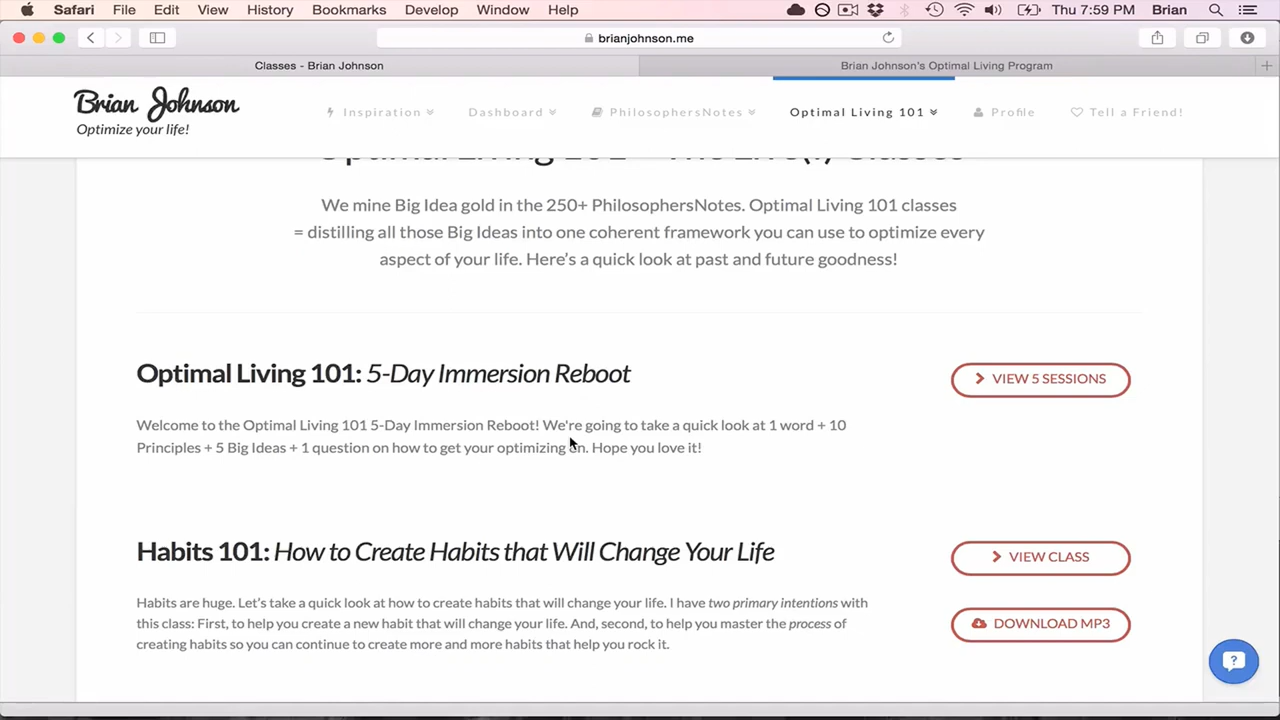 Safari File Edit View History Bookmarks Develop Window Help Thu 7:59 PM Brian
brianjohnson.me
Classes - Brian Johnson Brian Johnson's Optimal Living Program
Brian Johnson
Optimize your life!
Inspiration Dashboard PhilosophersNotes Optimal Living 101 Profile Tell a Friend!
Optimal Living 101 Classes
We mine Big Idea gold in the 250+ PhilosophersNotes. Optimal Living 101 classes
= distilling all those Big Ideas into one coherent framework you can use to optimize every
aspect of your life. Here's a quick look at past and future goodness!
Optimal Living 101: 5-Day Immersion Reboot
VIEW 5 SESSIONS
Welcome to the Optimal Living 101 5-Day Immersion Reboot! We're going to take a quick look at 1 word + 10
Principles + 5 Big Ideas + 1 question on how to get your optimizing on. Hope you love it!
Habits 101: How to Create Habits that Will Change Your Life
VIEW CLASS
Habits are huge. Let's take a quick look at how to create habits that will change your life. I have two primary intentions with
this class: First, to help you create a new habit that will change your life. And, second, to help you master the process of
creating habits so you can continue to create more and more habits that help you rock it.
DOWNLOAD MP3